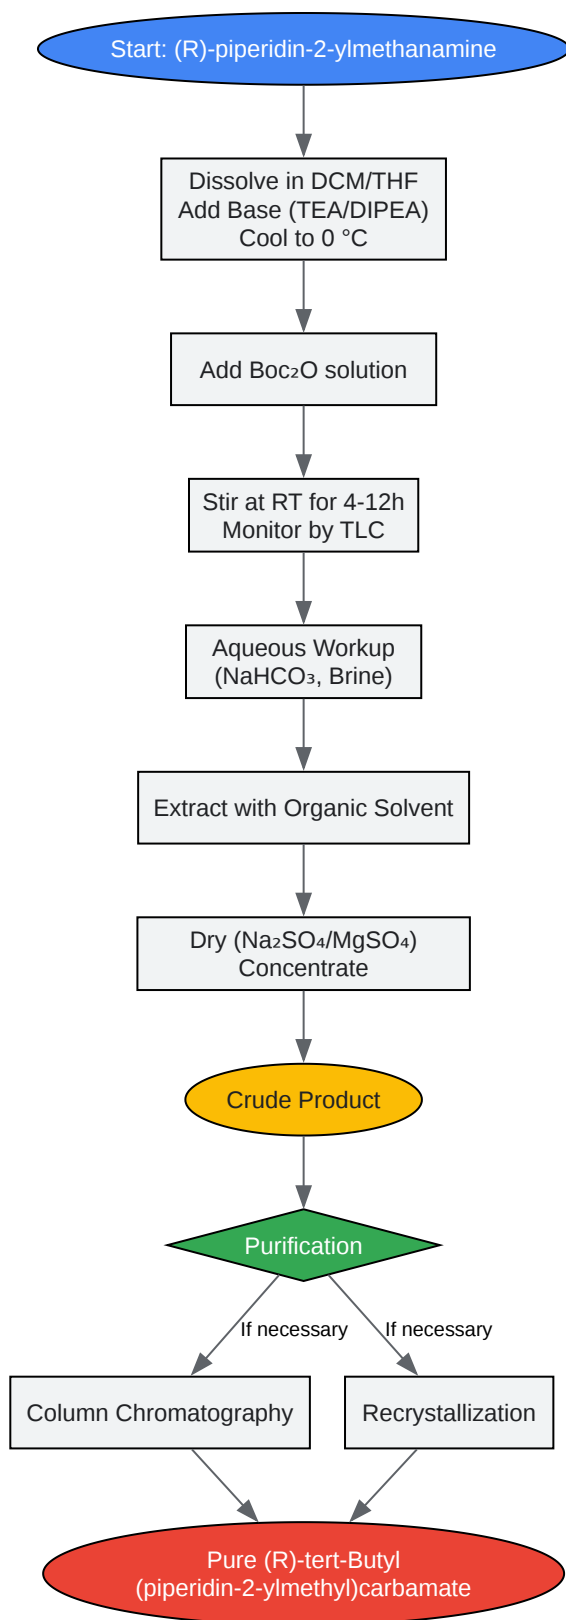 Start: (R)-piperidin-2-ylmethanamine
Dissolve in DCM/THF
Add Base (TEA/DIPEA)
Cool to 0 °C
Add Boc₂O solution
Stir at RT for 4-12h
Monitor by TLC
Aqueous Workup
(NaHCO₃, Brine)
Extract with Organic Solvent
Dry (Na₂SO₄/MgSO₄)
Concentrate
Crude Product
Purification
If necessary
If necessary
Column Chromatography
Recrystallization
Pure (R)-tert-Butyl
(piperidin-2-ylmethyl)carbamate